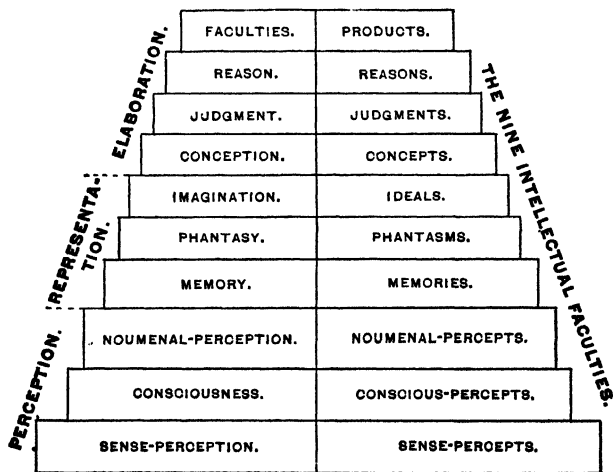 FACULTIES. PRODUCTS.
REASON. REASONS.
JUDGMENT. JUDGMENTS.
CONCEPTION. CONCEPTS.
IMAGINATION. IDEALS.
PHANTASY. PHANTASMS.
MEMORY. MEMORIES.
NOUMENAL-PERCEPTION. NOUMENAL-PERCEPTS.
CONSCIOUSNESS. CONSCIOUS-PERCEPTS.
SENSE-PERCEPTION. SENSE-PERCEPTS.
ELABORATION.
REPRESENTA-
TION.
PERCEPTION.
THE NINE INTELLECTUAL FACULTIES.